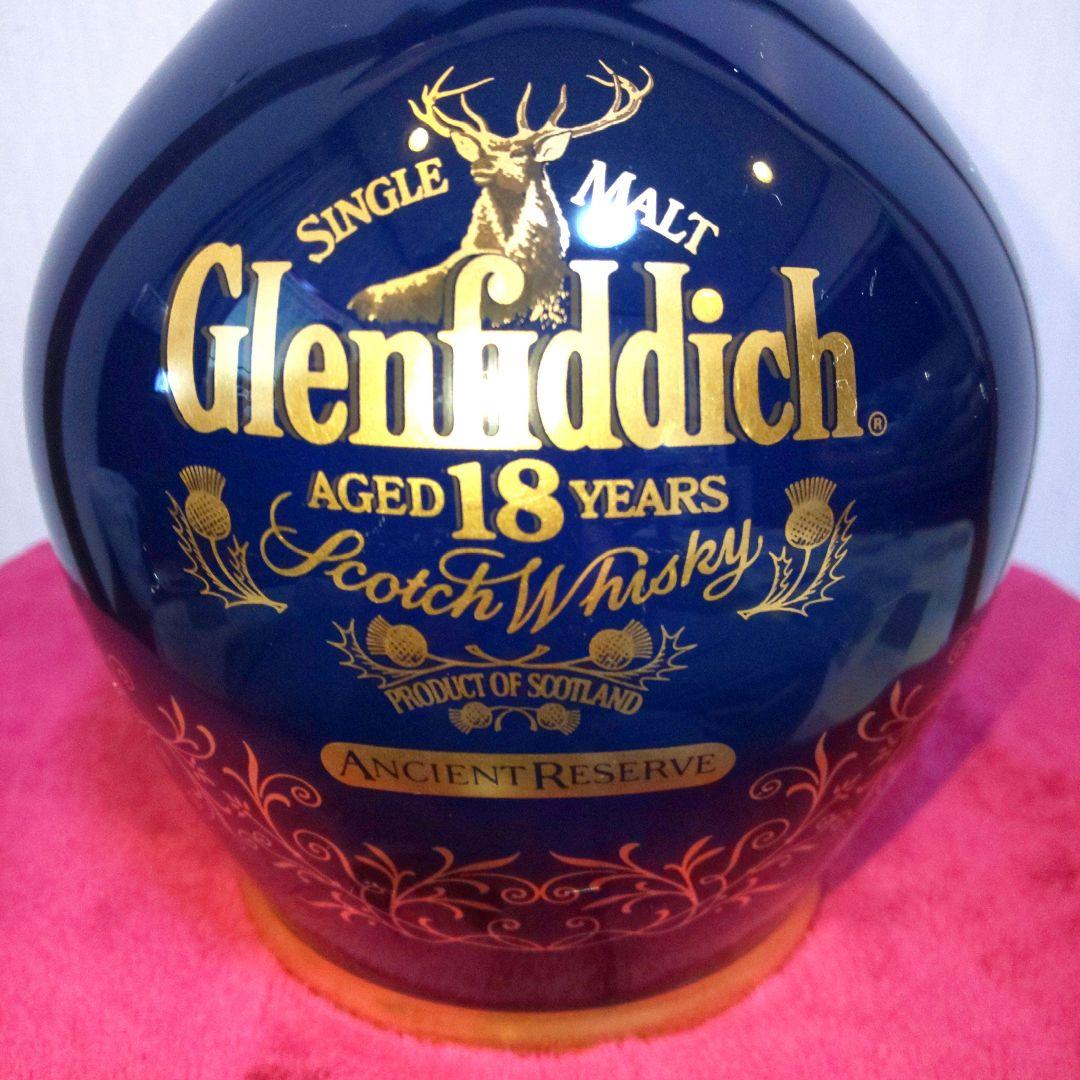 SINGLE MALT
Glenfiddich®
AGED 18 YEARS
Scotch Whisky
PRODUCT OF SCOTLAND
ANCIENT RESERVE